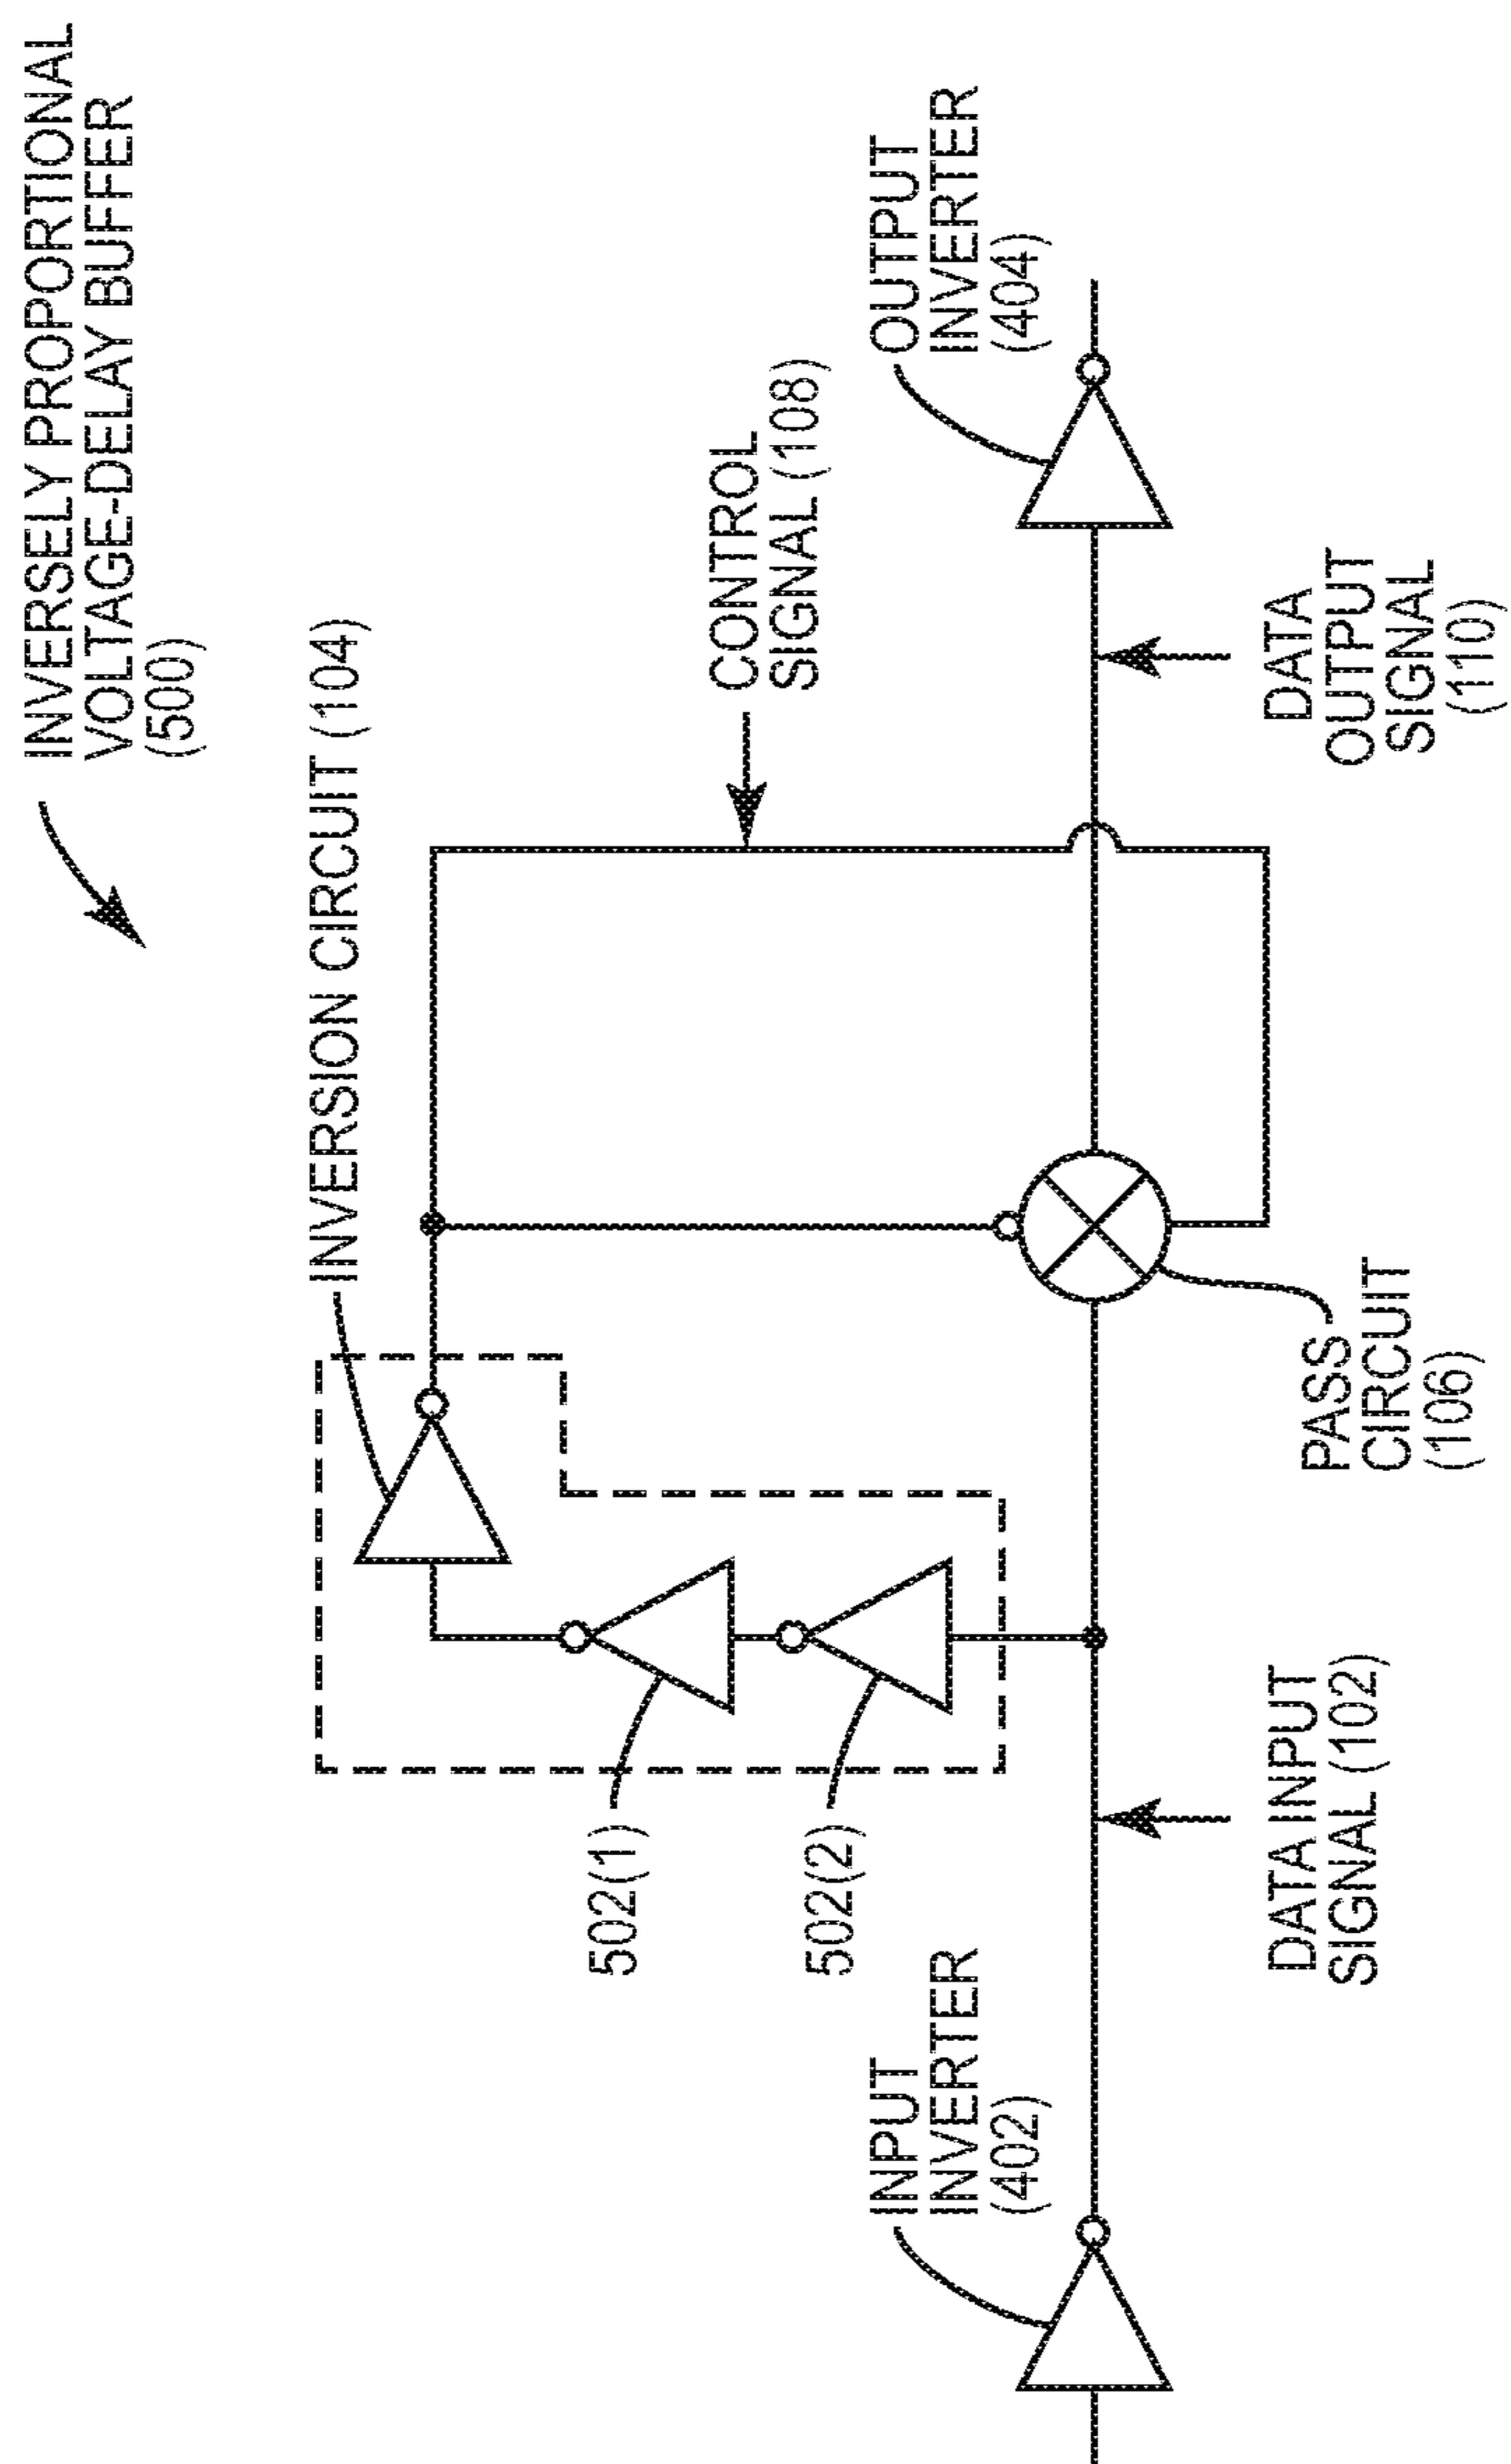 INVERSELY PROPORTIONAL
VOLTAGE-DELAY BUFFER
(500)
INVERSION CIRCUIT (104)
502(1)
502(2)
CONTROL
SIGNAL (108)
INPUT
INVERTER
(402)
OUTPUT
INVERTER
(404)
DATA INPUT
SIGNAL (102)
PASS
CIRCUIT
(106)
DATA
OUTPUT
SIGNAL
(110)